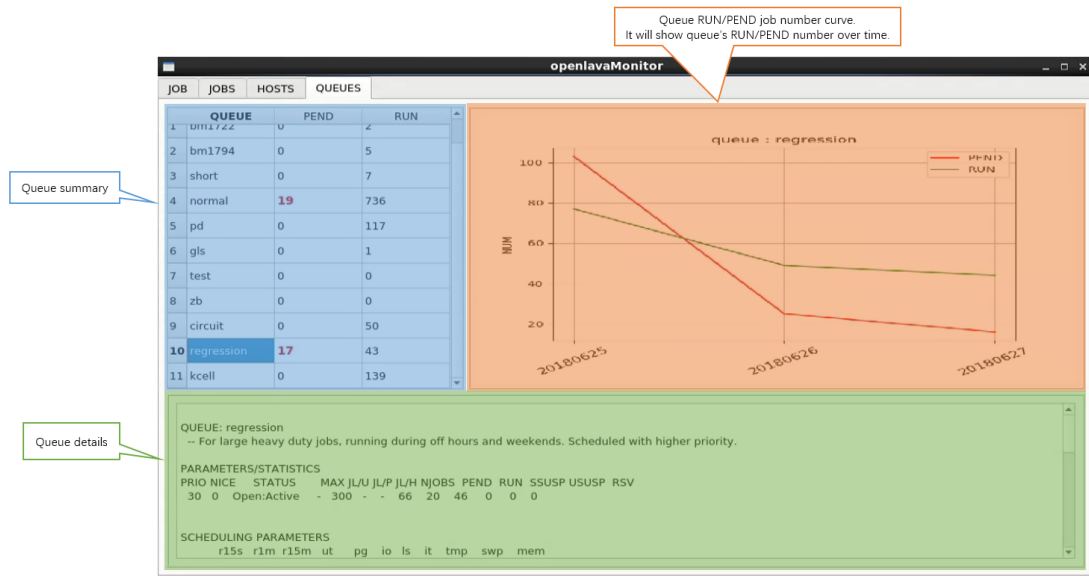 Queue RUN/PEND job number curve.
It will show queue's RUN/PEND number over time.
openlavaMonitor
JOB JOBS HOSTS QUEUES
QUEUE PEND RUN
1 bm1722 0 2
2 bm1794 0 5
3 short 0 7
4 normal 19 736
5 pd 0 117
6 gls 0 1
7 test 0 0
8 zb 0 0
9 circuit 0 50
10 regression 17 43
11 kcell 0 139
Queue summary
queue : regression
PEND
RUN
NUM
100
80
60
40
20
20180625 20180626 20180627
Queue details
QUEUE: regression
-- For large heavy duty jobs, running during off hours and weekends. Scheduled with higher priority.
PARAMETERS/STATISTICS
PRIO NICE STATUS MAX JL/U JL/P JL/H NJOBS PEND RUN SSUSP USUSP RSV
30 0 Open:Active - 300 - - 66 20 46 0 0 0
SCHEDULING PARAMETERS
r15s r1m r15m ut pg io ls it tmp swp mem